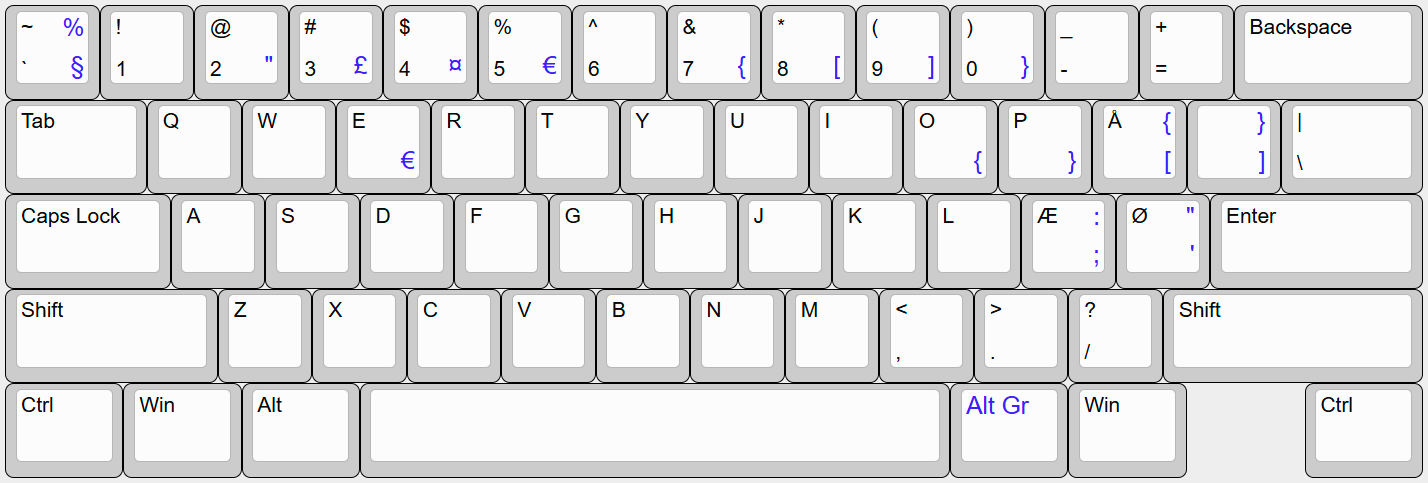 ~ % ! @ # $ % ^ & * ( ) _ + Backspace
` § 1 2 " 3 £ 4 ¤ 5 € 6 7 { 8 [ 9 ] 0 } - =
Tab Q W E R T Y U I O P Å { } |
€ { } [ ] \
Caps Lock A S D F G H J K L Æ : Ø " Enter
; '
Shift Z X C V B N M < > ? Shift
, . /
Ctrl Win Alt Alt Gr Win Ctrl